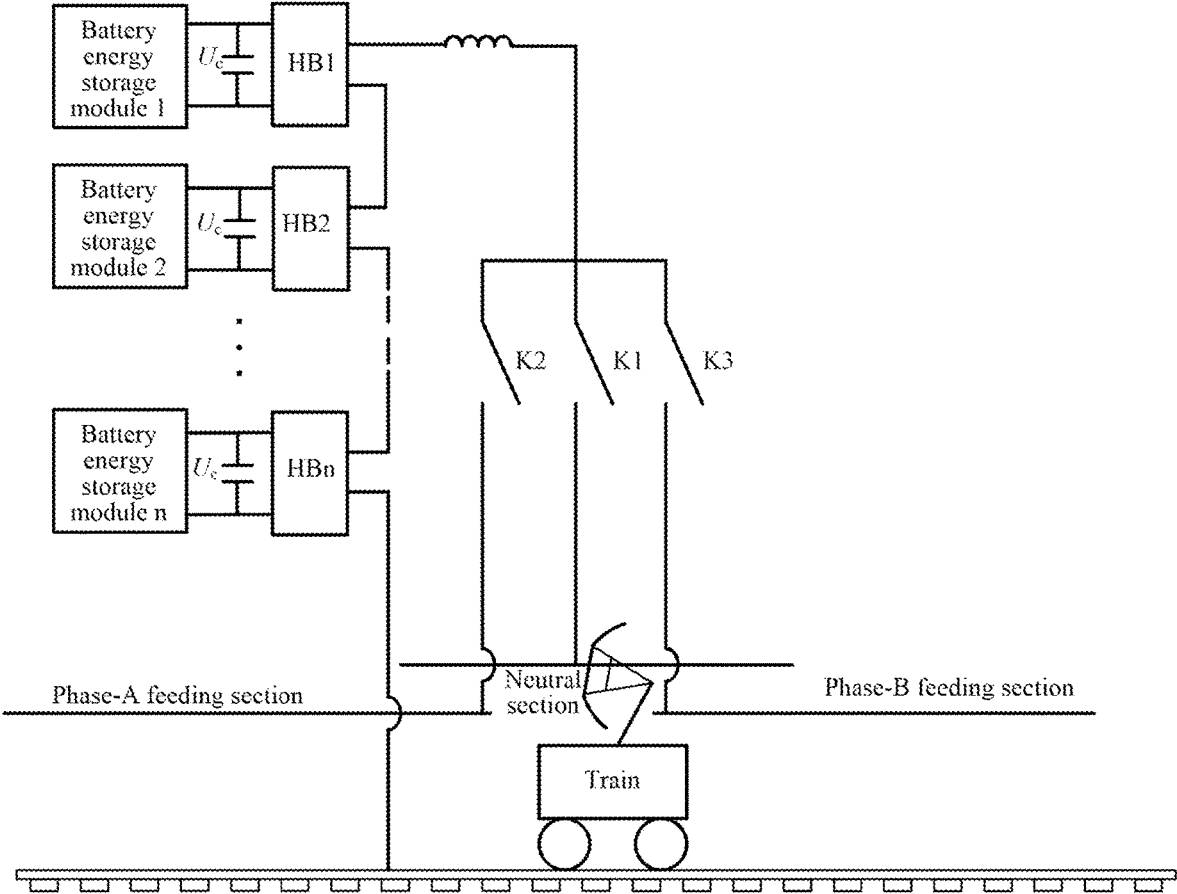 Battery
energy
storage
module 1
Uc
HB1
Battery
energy
storage
module 2
Uc
HB2
K2
K1
K3
Battery
energy
storage
module n
Uc
HBn
Phase-A feeding section
Neutral
section
Phase-B feeding section
Train